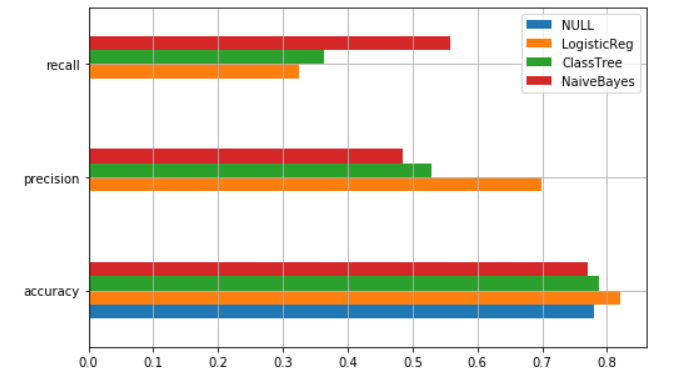 NULL
LogisticReg
ClassTree
NaiveBayes
recall
precision
accuracy
0.0 0.1 0.2 0.3 0.4 0.5 0.6 0.7 0.8